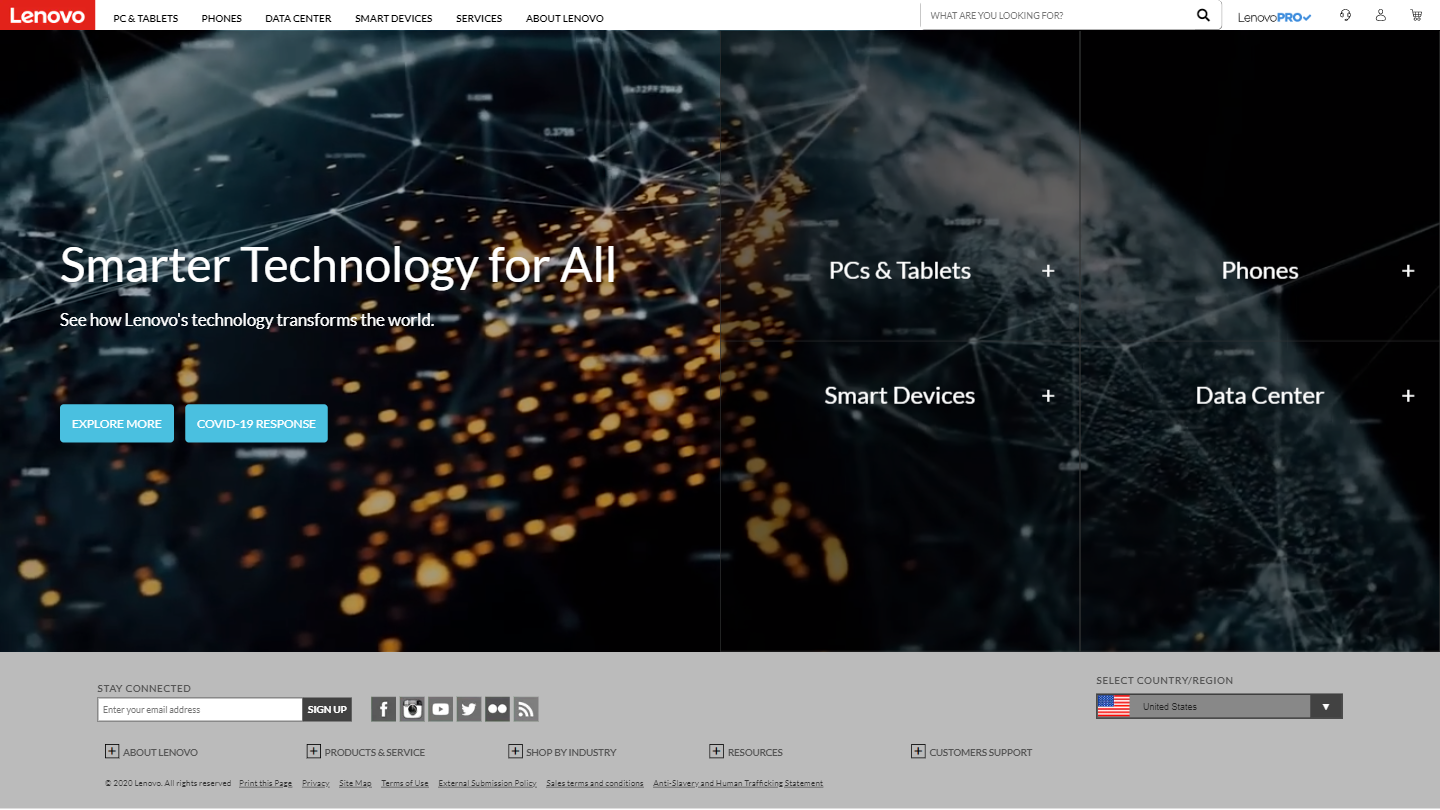 Lenovo
PC & TABLETS PHONES DATA CENTER SMART DEVICES SERVICES ABOUT LENOVO
WHAT ARE YOU LOOKING FOR?
LenovoPRO
0.3755
Smarter Technology for All
See how Lenovo's technology transforms the world.
EXPLORE MORE COVID-19 RESPONSE
PCs & Tablets +
Phones +
Smart Devices +
Data Center +
STAY CONNECTED
Enter your email address SIGN UP
SELECT COUNTRY/REGION
United States
ABOUT LENOVO PRODUCTS & SERVICE SHOP BY INDUSTRY RESOURCES CUSTOMERS SUPPORT
© 2020 Lenovo. All rights reserved Print this Page Privacy Site Map Terms of Use External Submission Policy Sales terms and conditions Anti-Slavery and Human Trafficking Statement